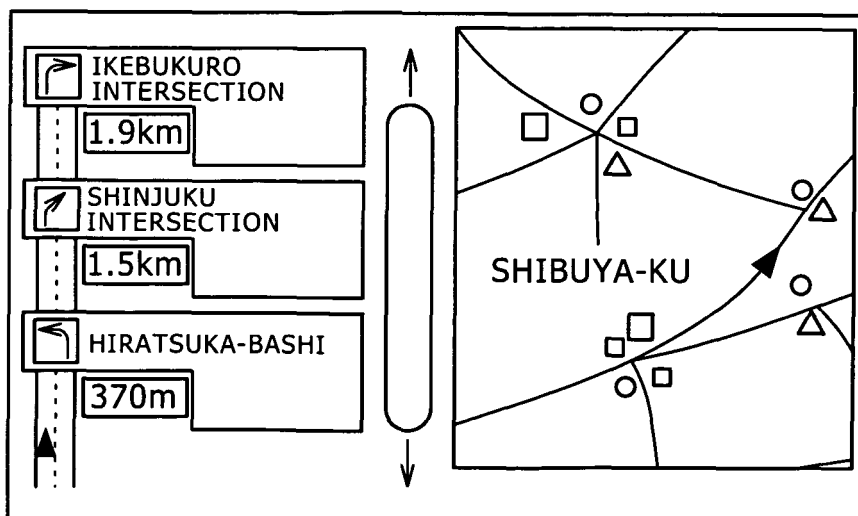 IKEBUKURO
INTERSECTION
1.9km
SHINJUKU
INTERSECTION
1.5km
HIRATSUKA-BASHI
370m
SHIBUYA-KU